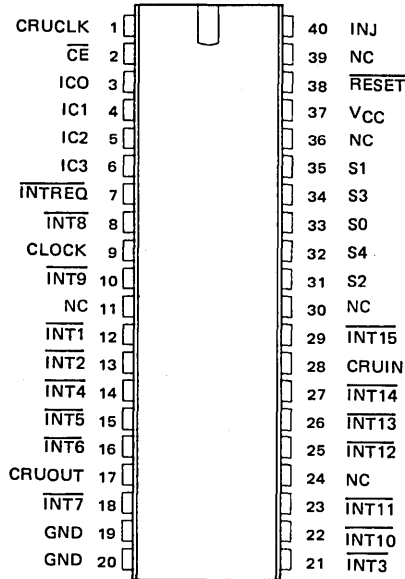 CRUCLK 1 40 INJ
CE 2 39 NC
IC0 3 38 RESET
IC1 4 37 VCC
IC2 5 36 NC
IC3 6 35 S1
INTREQ 7 34 S3
INT8 8 33 S0
CLOCK 9 32 S4
INT9 10 31 S2
NC 11 30 NC
INT1 12 29 INT15
INT2 13 28 CRUIN
INT4 14 27 INT14
INT5 15 26 INT13
INT6 16 25 INT12
CRUOUT 17 24 NC
INT7 18 23 INT11
GND 19 22 INT10
GND 20 21 INT3